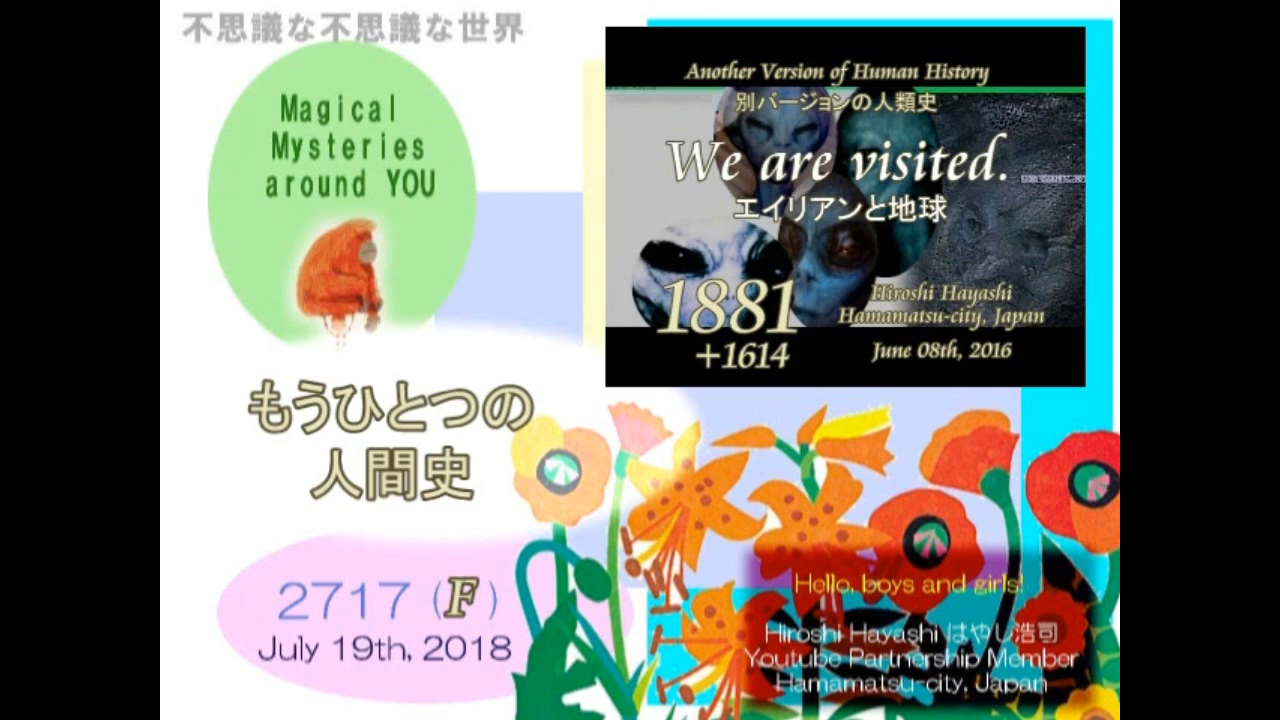 不思議な不思議な世界
Magical
Mysteries
around YOU
Another Version of Human History
別バージョンの人類史
We are visited.
エイリアンと地球
1881
+1614
Hiroshi Hayashi
Hamamatsu-city, Japan
June 08th, 2016
もうひとつの
人間史
2717 (F)
July 19th, 2018
Hello, boys and girls!
Hiroshi Hayashi はやし浩司
Youtube Partnership Member
Hamamatsu-city, Japan